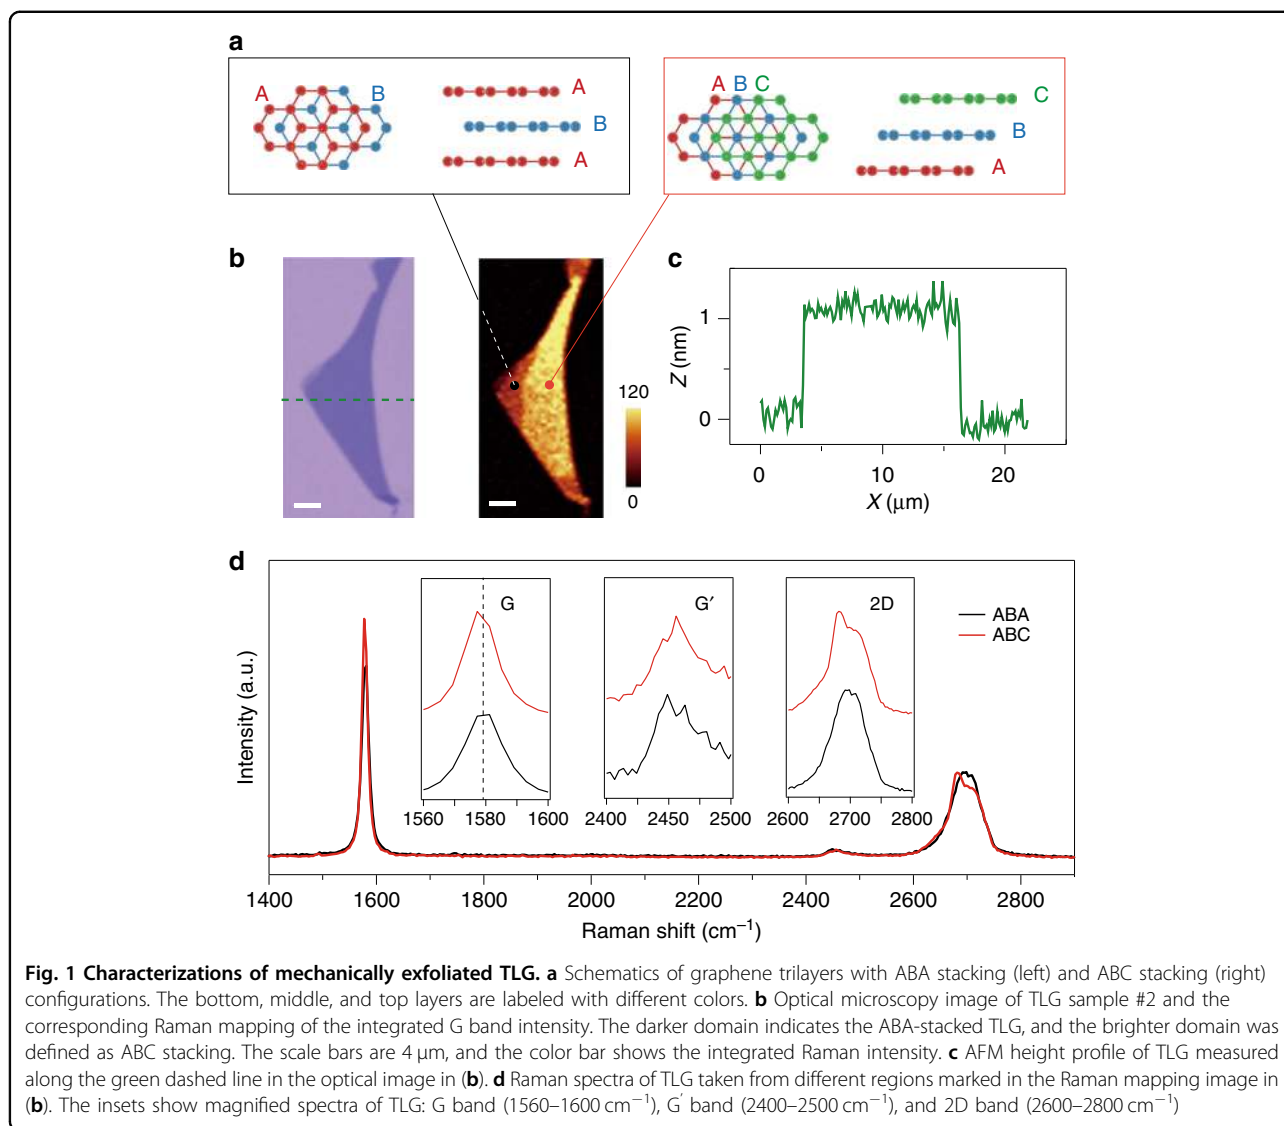 a
A
B
A
B
A
A B C
C
B
A
b
120
0
c
1
0
Z (nm)
0
10
20
X (μm)
d
G
1560
1580
1600
G′
2400
2450
2500
2D
2600
2700
2800
ABA
ABC
Intensity (a.u.)
1400
1600
1800
2000
2200
2400
2600
2800
Raman shift (cm⁻¹)
Fig. 1 Characterizations of mechanically exfoliated TLG. a Schematics of graphene trilayers with ABA stacking (left) and ABC stacking (right)
configurations. The bottom, middle, and top layers are labeled with different colors. b Optical microscopy image of TLG sample #2 and the
corresponding Raman mapping of the integrated G band intensity. The darker domain indicates the ABA-stacked TLG, and the brighter domain was
defined as ABC stacking. The scale bars are 4 μm, and the color bar shows the integrated Raman intensity. c AFM height profile of TLG measured
along the green dashed line in the optical image in (b). d Raman spectra of TLG taken from different regions marked in the Raman mapping image in
(b). The insets show magnified spectra of TLG: G band (1560–1600 cm⁻¹), G′ band (2400–2500 cm⁻¹), and 2D band (2600–2800 cm⁻¹)